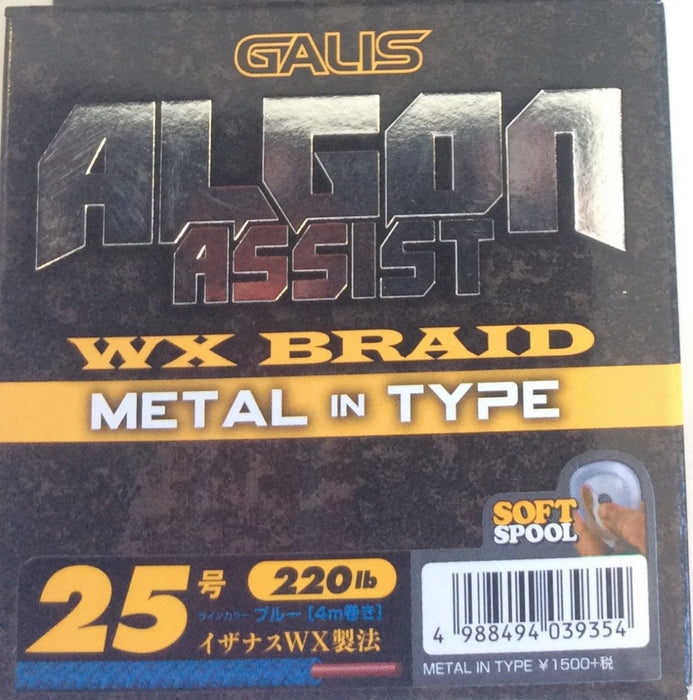 GALIS
ALGON
ASSIST
WX BRAID
METAL IN TYPE
SOFT
SPOOL
25号 220lb
ラインカラー ブルー [4m巻き]
イザナスWX製法
4 988494 039354
METAL IN TYPE ¥1500+税